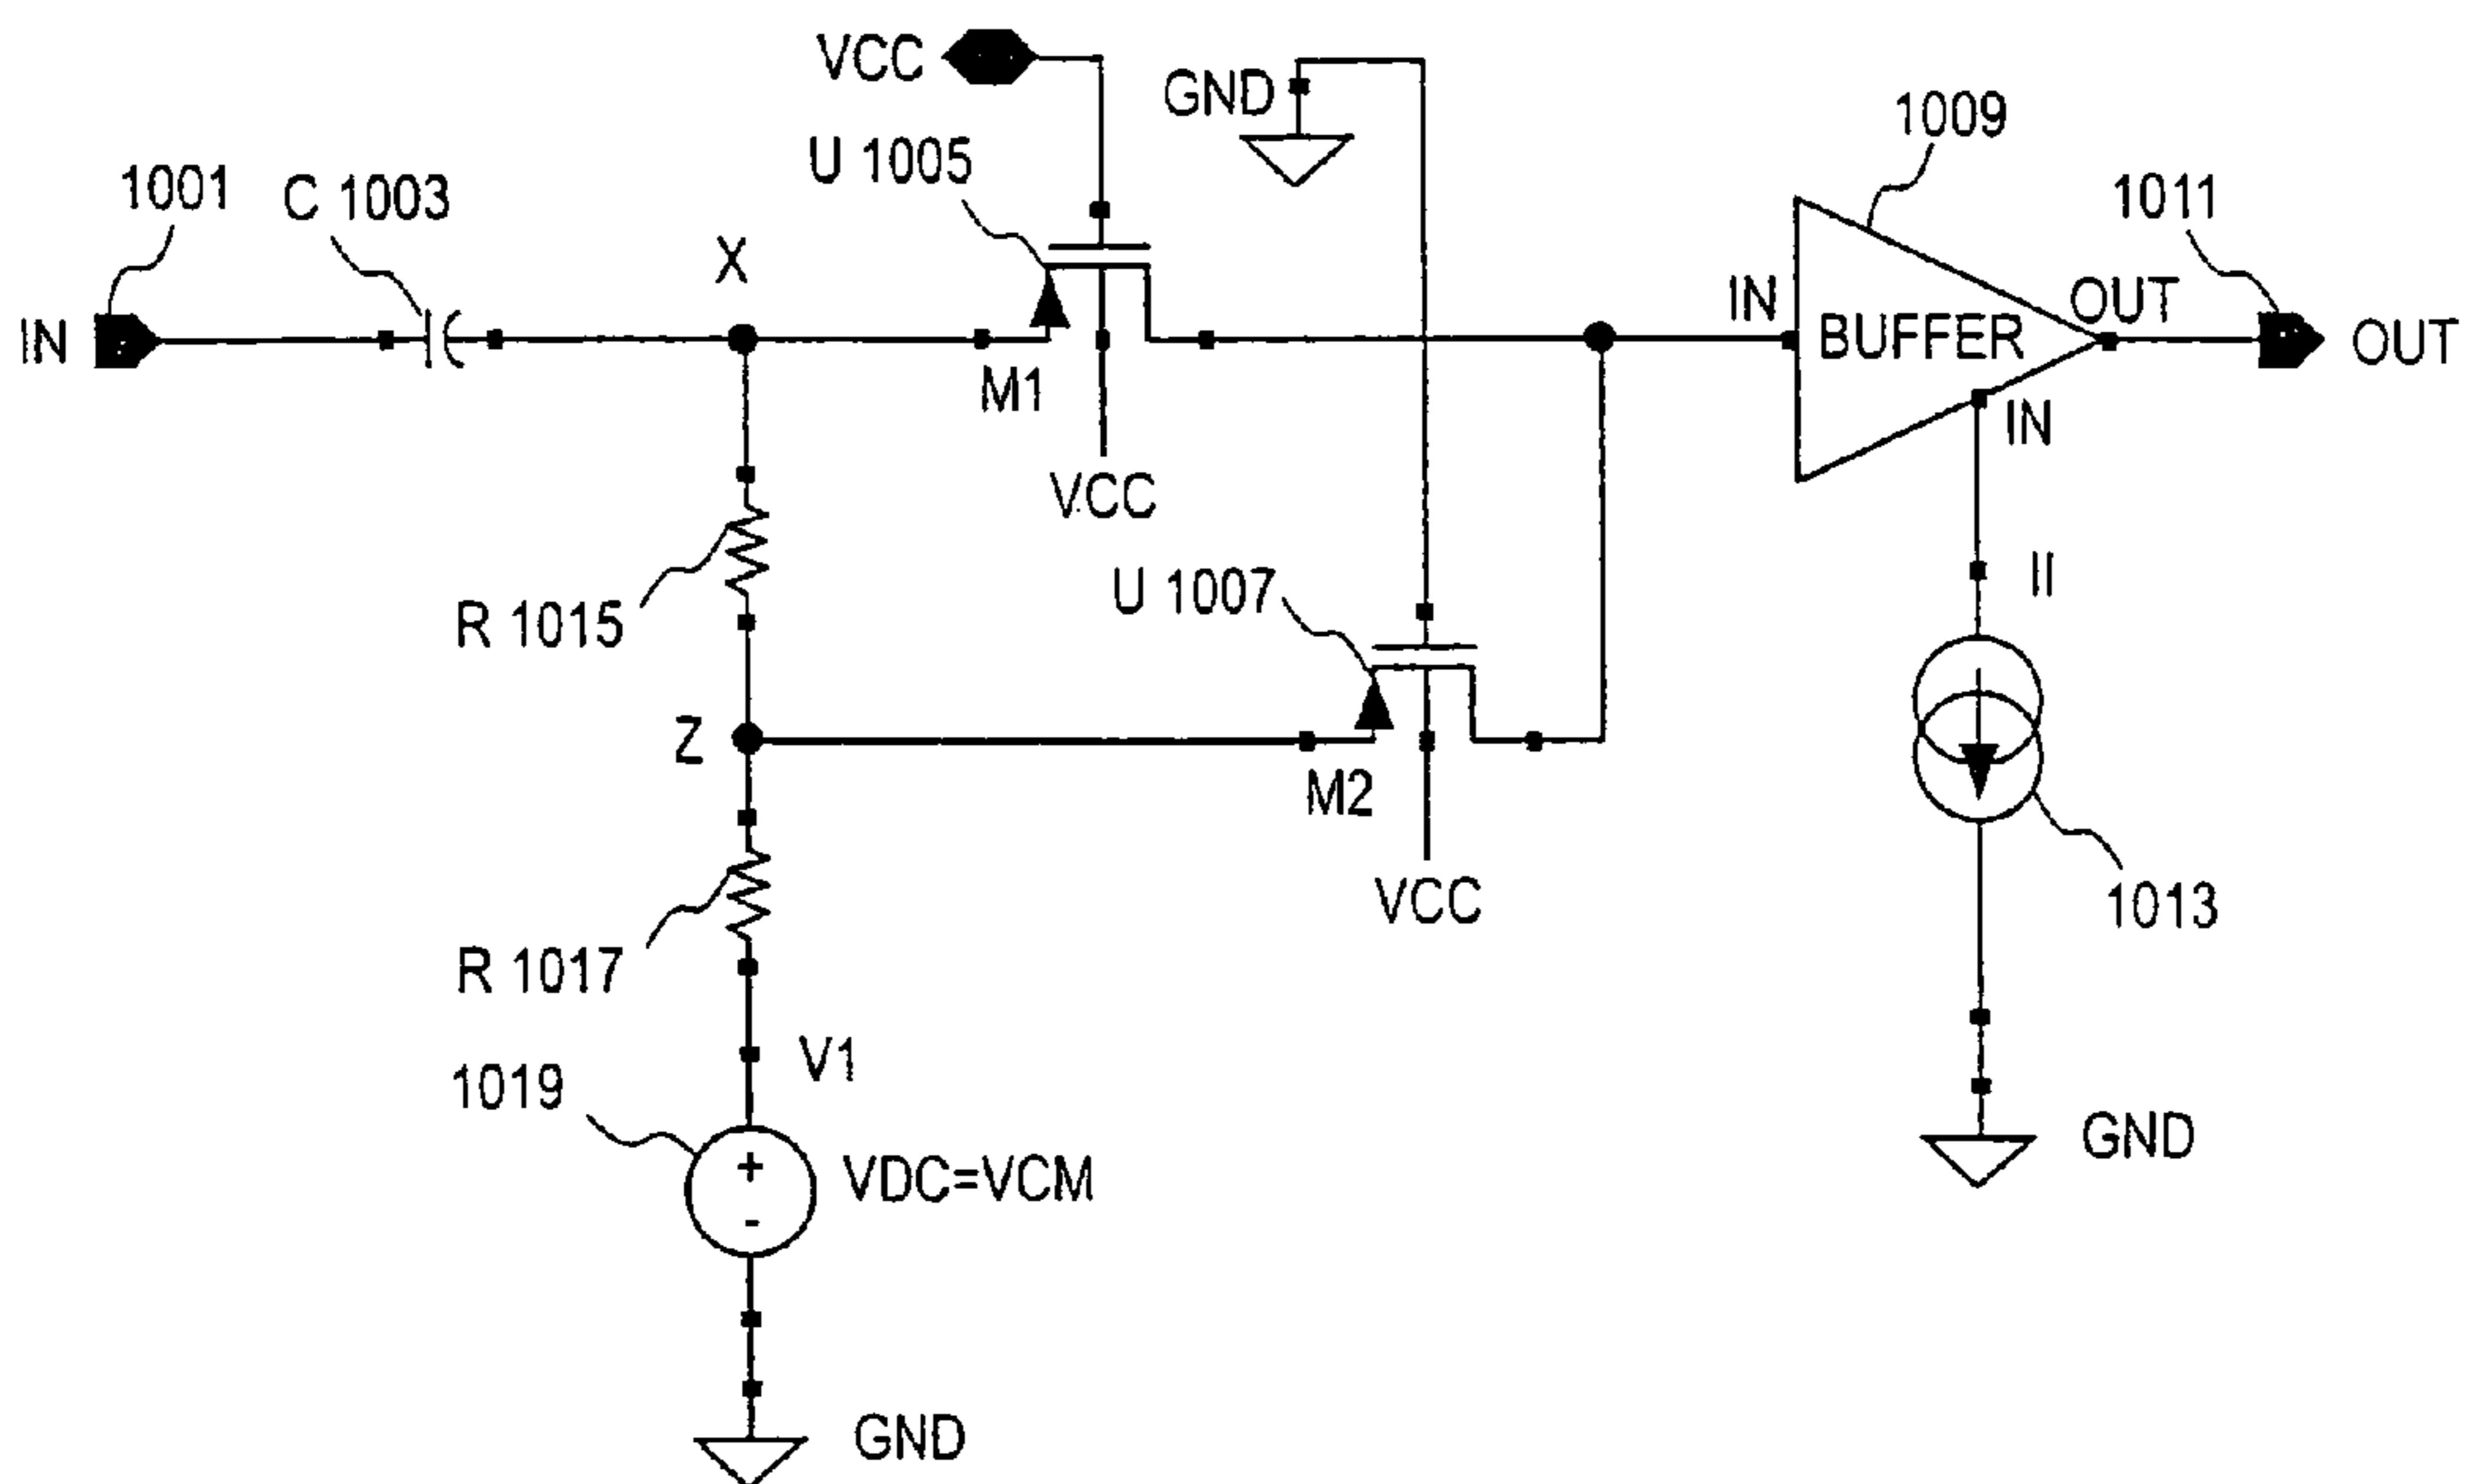 VCC
GND
1009
U 1005
1001
C 1003
1011
X
IN
OUT
IN
BUFFER
OUT
M1
IN
VCC
II
U 1007
R 1015
Z
M2
VCC
1013
R 1017
V1
1019
GND
+
VDC=VCM
-
GND